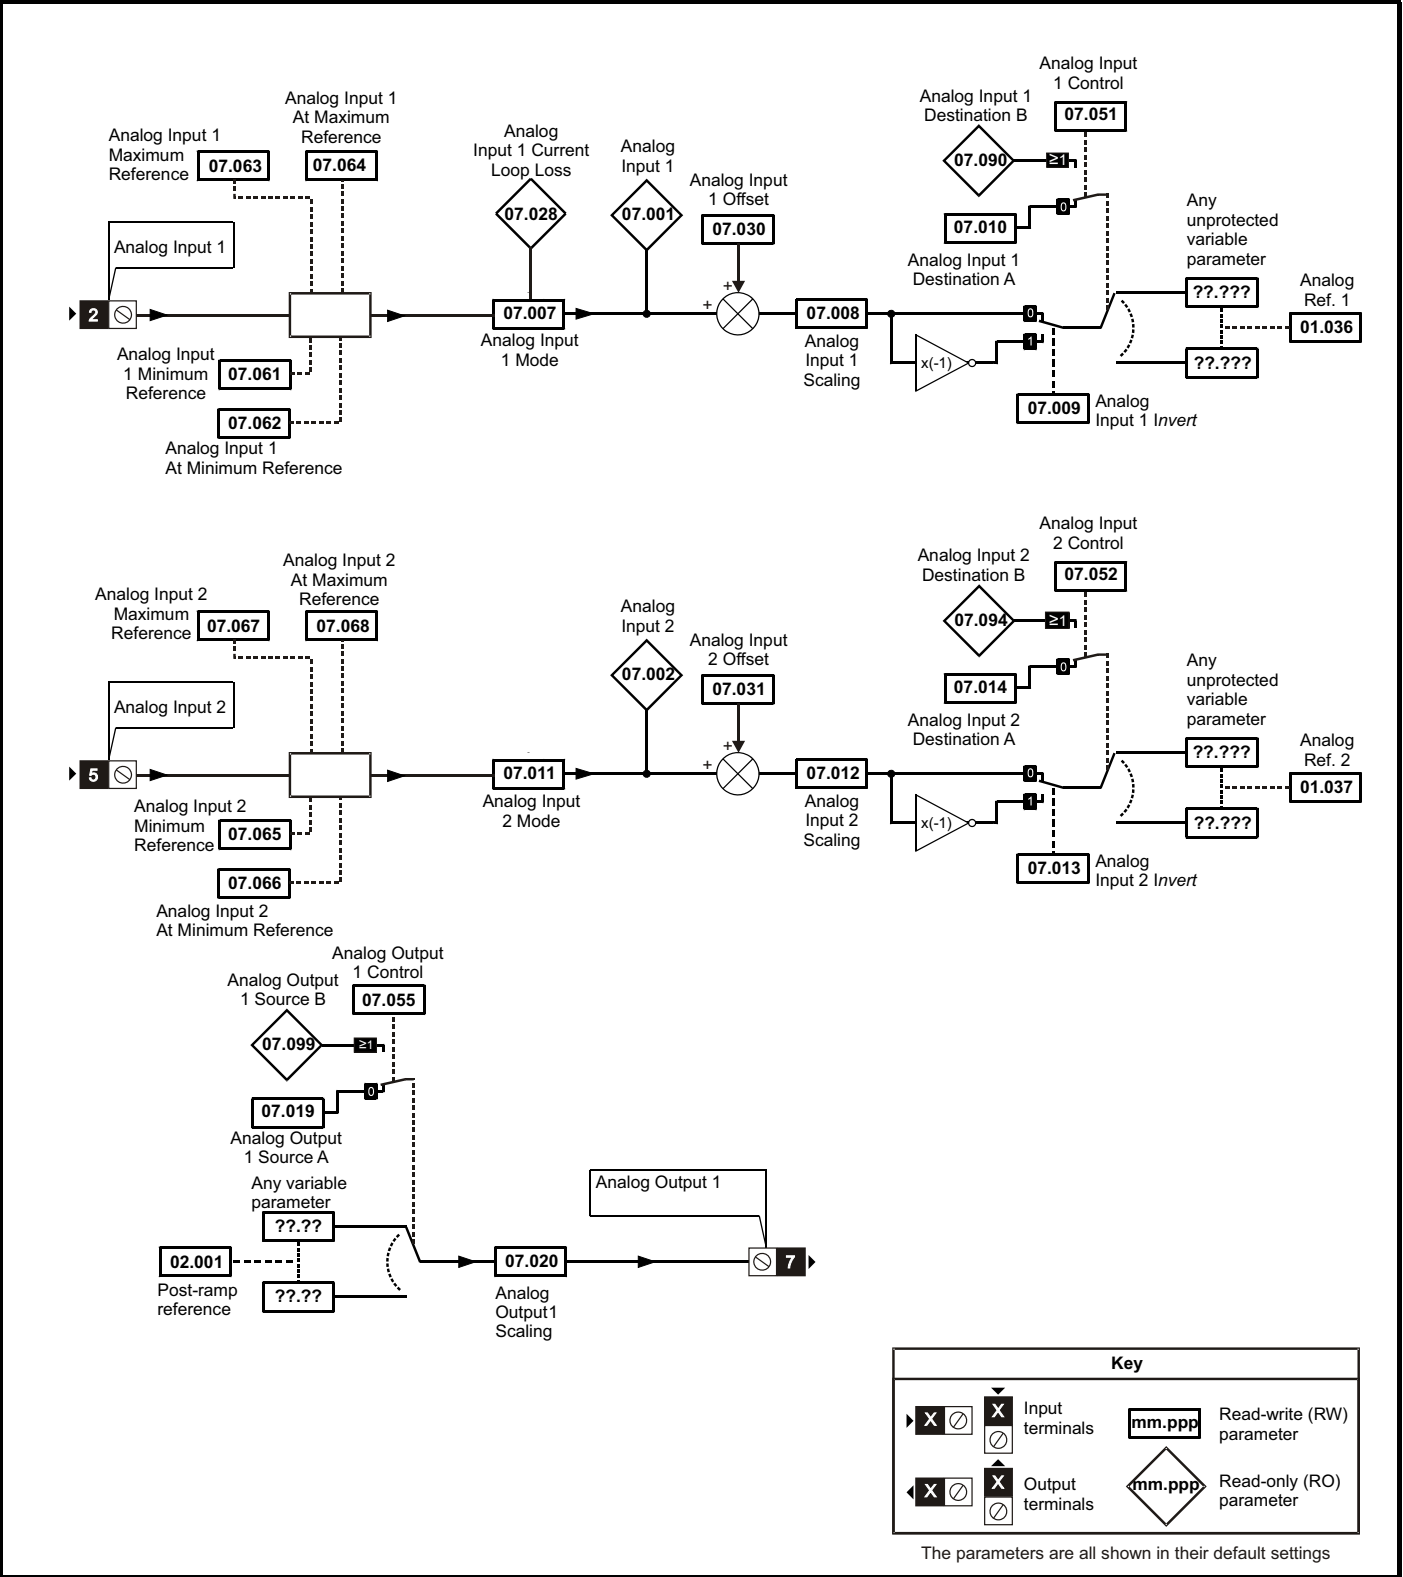 Analog Input 1
Maximum
Reference
07.063
Analog Input 1
At Maximum
Reference
07.064
Analog Input 1
2
Analog Input
1 Minimum
Reference
07.061
07.062
Analog Input 1
At Minimum Reference
Analog
Input 1 Current
Loop Loss
07.028
07.007
Analog Input
1 Mode
Analog
Input 1
07.001
Analog Input
1 Offset
07.030
+
+
07.008
Analog
Input 1
Scaling
x(-1)
Analog Input 1
Destination B
07.090
≥1
Analog Input
1 Control
07.051
0
07.010
Analog Input 1
Destination A
0
1
07.009
Analog
Input 1 Invert
Any
unprotected
variable
parameter
??.???
??.???
Analog
Ref. 1
01.036
Analog Input 2
Maximum
Reference
07.067
Analog Input 2
At Maximum
Reference
07.068
Analog Input 2
5
Analog Input 2
Minimum
Reference
07.065
07.066
Analog Input 2
At Minimum Reference
07.011
Analog Input
2 Mode
Analog
Input 2
07.002
Analog Input
2 Offset
07.031
+
+
07.012
Analog
Input 2
Scaling
x(-1)
Analog Input 2
Destination B
07.094
≥1
Analog Input
2 Control
07.052
0
07.014
Analog Input 2
Destination A
0
1
07.013
Analog
Input 2 Invert
Any
unprotected
variable
parameter
??.???
??.???
Analog
Ref. 2
01.037
Analog Output
1 Source B
07.099
≥1
Analog Output
1 Control
07.055
0
07.019
Analog Output
1 Source A
Any variable
parameter
??.??
??.??
02.001
Post-ramp
reference
07.020
Analog
Output1
Scaling
Analog Output 1
7
Key
X
X
Input
terminals
mm.ppp
Read-write (RW)
parameter
X
X
Output
terminals
mm.ppp
Read-only (RO)
parameter
The parameters are all shown in their default settings